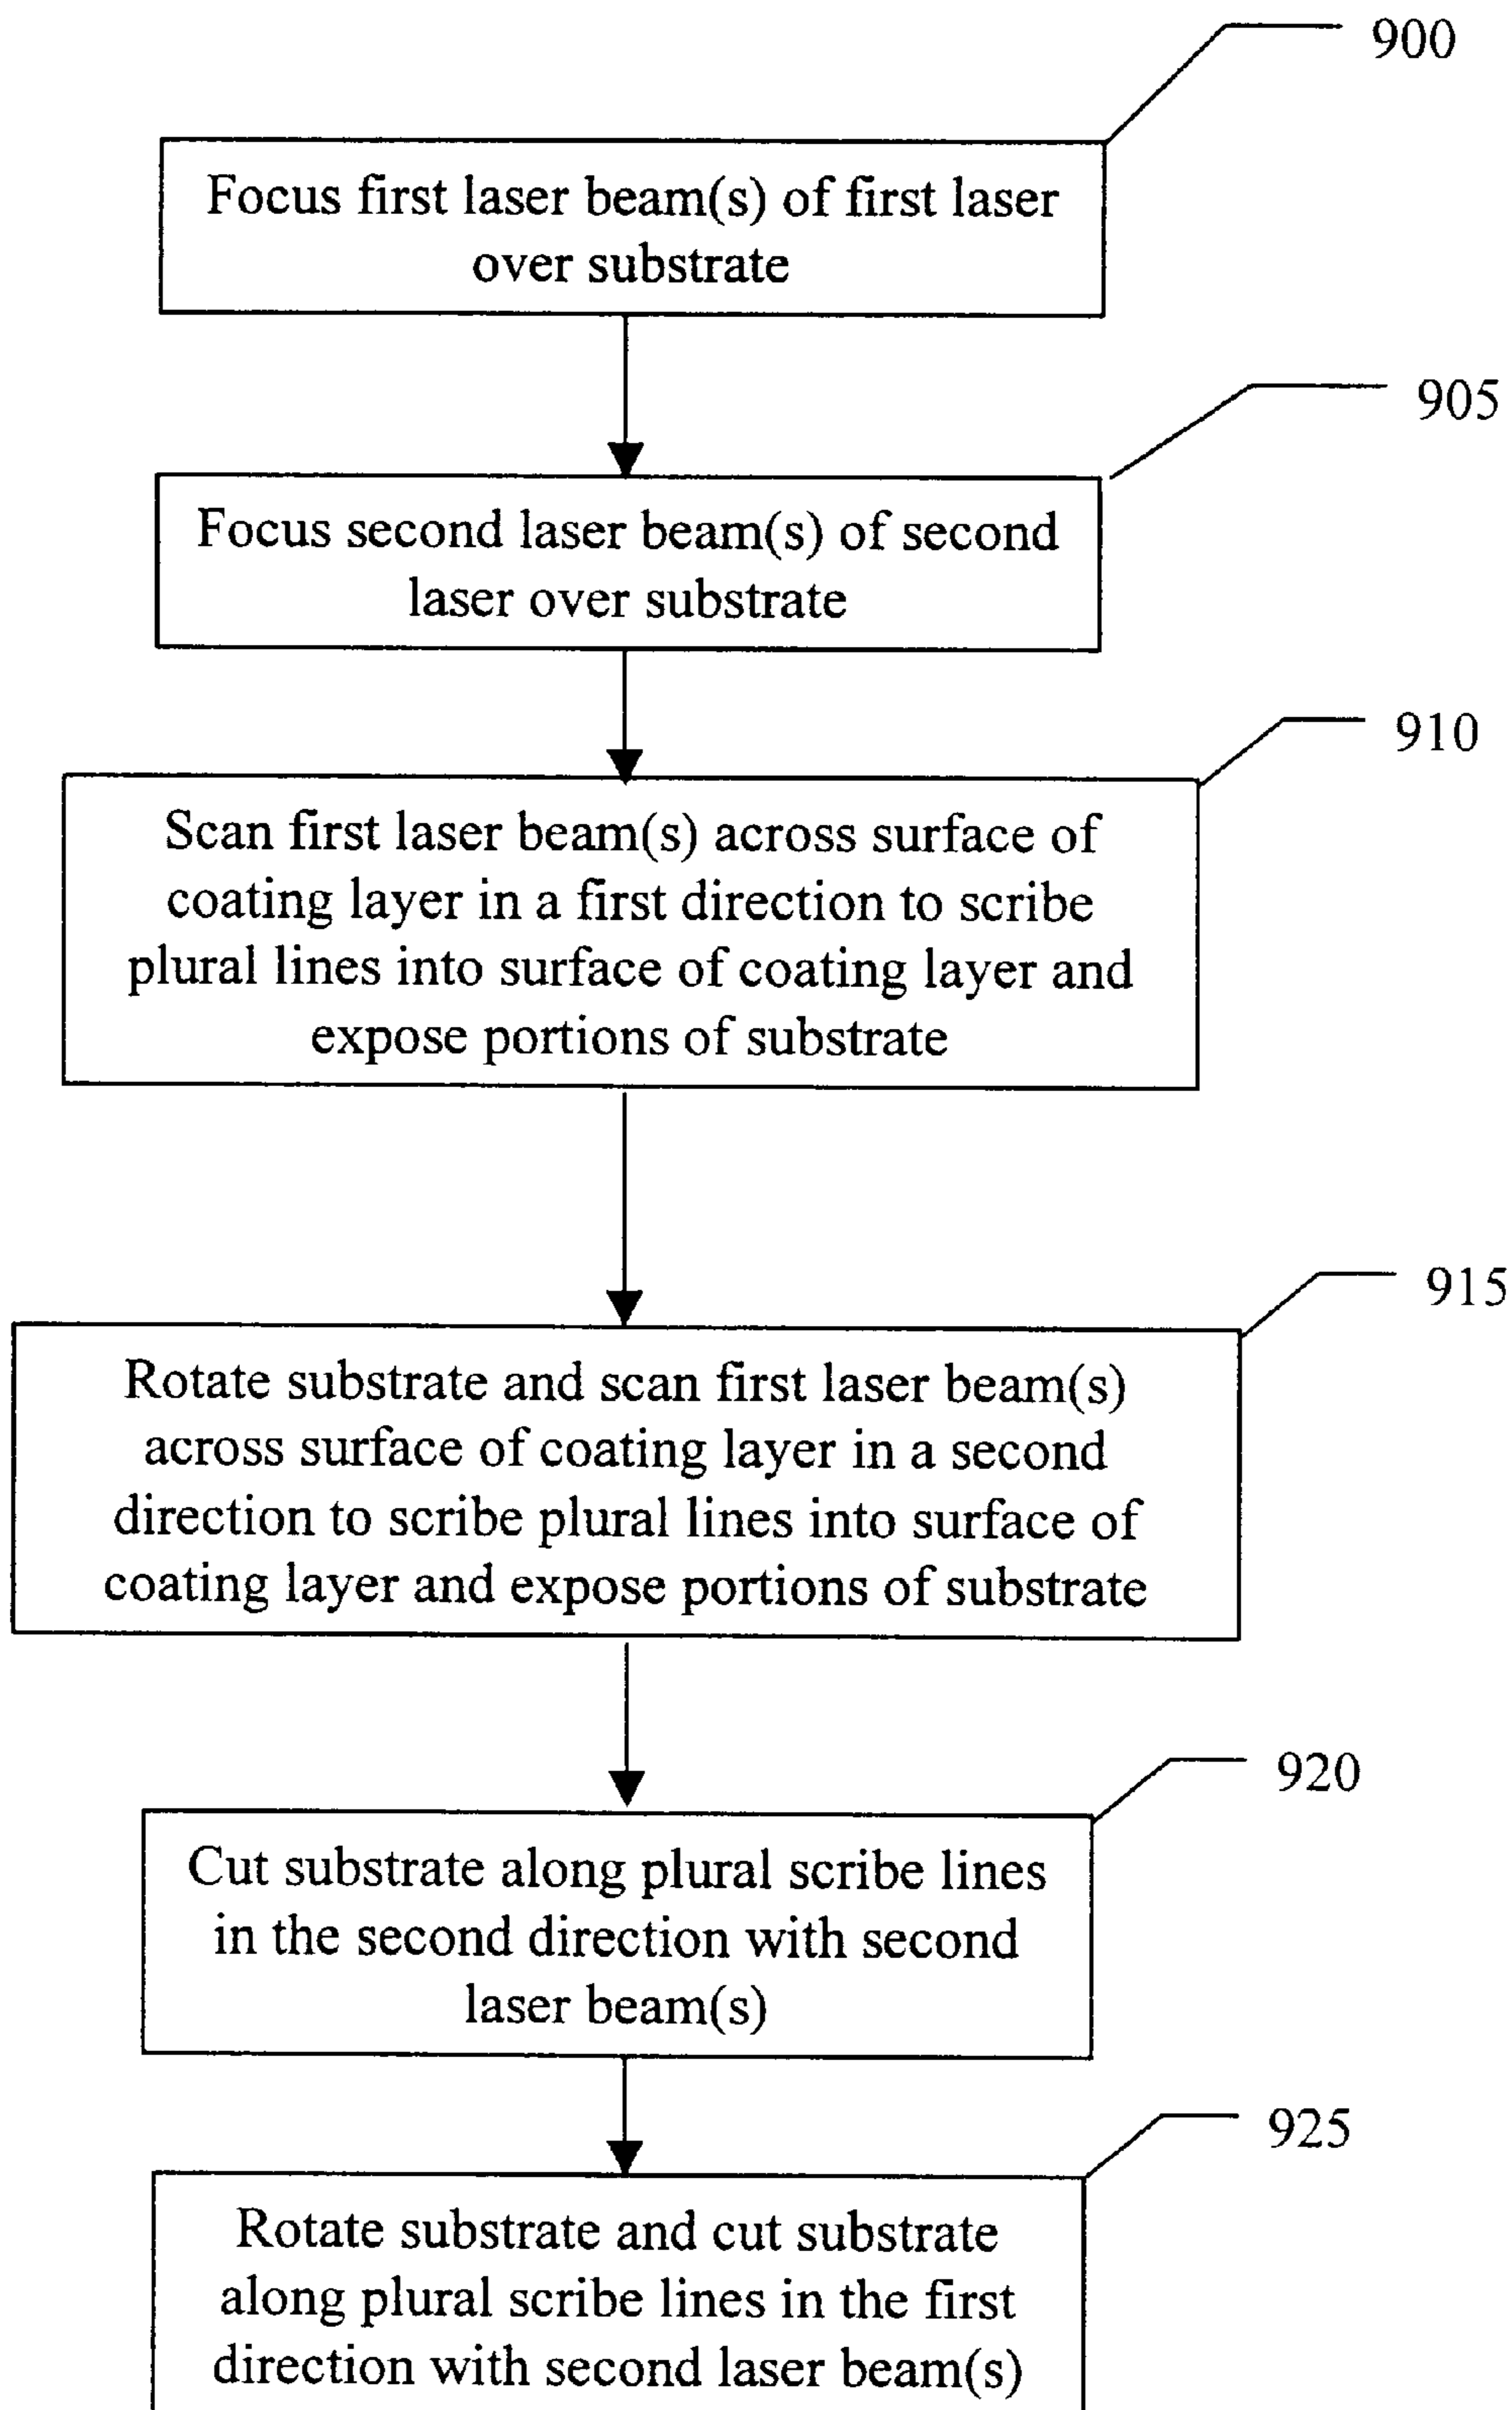 900
Focus first laser beam(s) of first laser
over substrate
905
Focus second laser beam(s) of second
laser over substrate
910
Scan first laser beam(s) across surface of
coating layer in a first direction to scribe
plural lines into surface of coating layer and
expose portions of substrate
915
Rotate substrate and scan first laser beam(s)
across surface of coating layer in a second
direction to scribe plural lines into surface of
coating layer and expose portions of substrate
920
Cut substrate along plural scribe lines
in the second direction with second
laser beam(s)
925
Rotate substrate and cut substrate
along plural scribe lines in the first
direction with second laser beam(s)